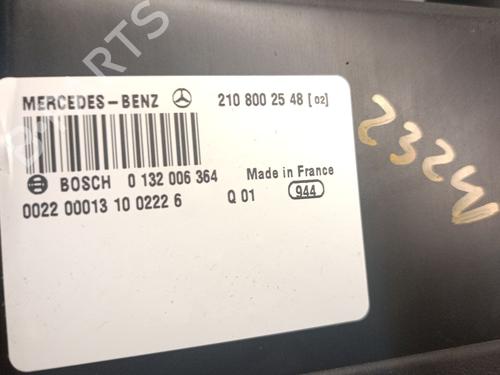 MERCEDES-BENZ 210 800 25 48 [02]
BOSCH 0 132 006 364 Made in France
0022 00013 10 0222 6 Q 01 944
232W
PARTS